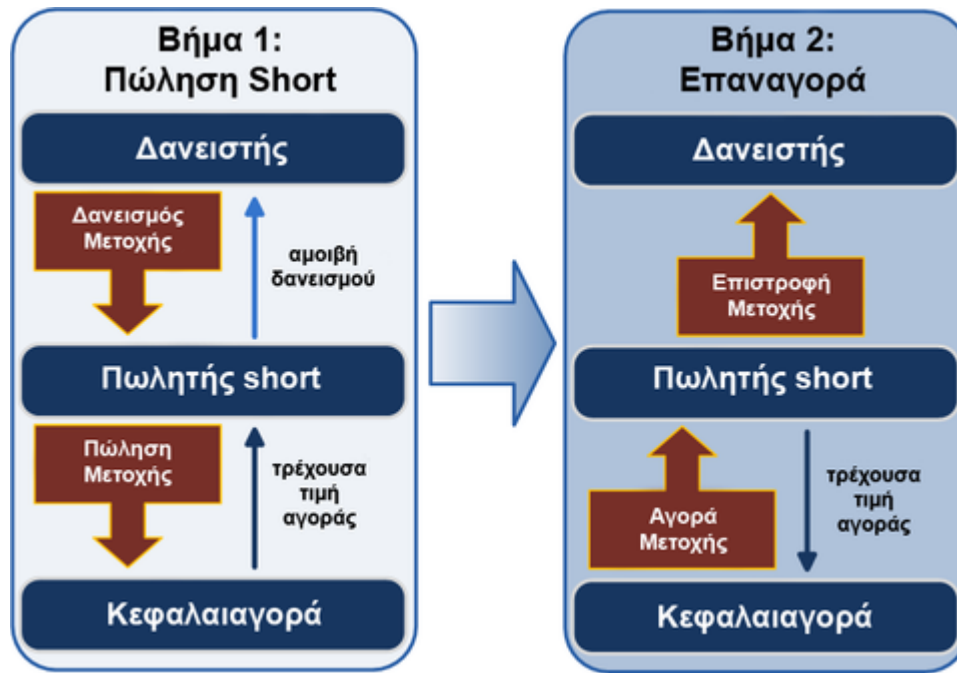 Βήμα 1:
Πώληση Short
Δανειστής
Δανεισμός
Μετοχής
αμοιβή
δανεισμού
Πωλητής short
Πώληση
Μετοχής
τρέχουσα
τιμή
αγοράς
Κεφαλαιαγορά
Βήμα 2:
Επαναγορά
Δανειστής
Επιστροφή
Μετοχής
Πωλητής short
Αγορά
Μετοχής
τρέχουσα
τιμή
αγοράς
Κεφαλαιαγορά